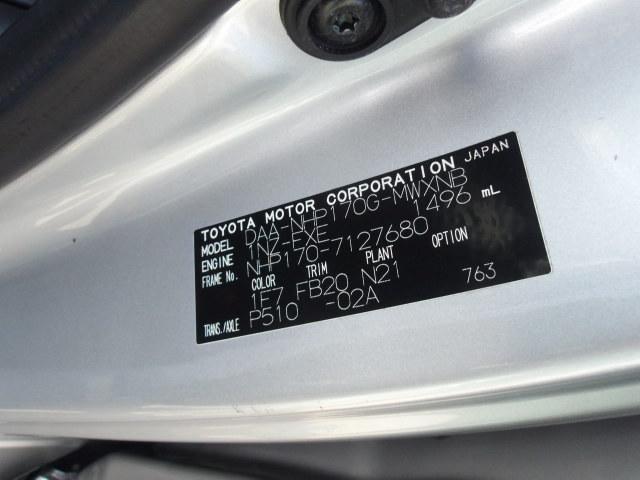 TOYOTA MOTOR CORPORATION JAPAN
MODEL DAA-NHP170G-MWXNB
ENGINE 1NZ-FXE 1496 mL
FRAME No. NHP170-7127680
COLOR TRIM PLANT OPTION
1F7 FB20 N21 763
TRANS./AXLE P510 -02A